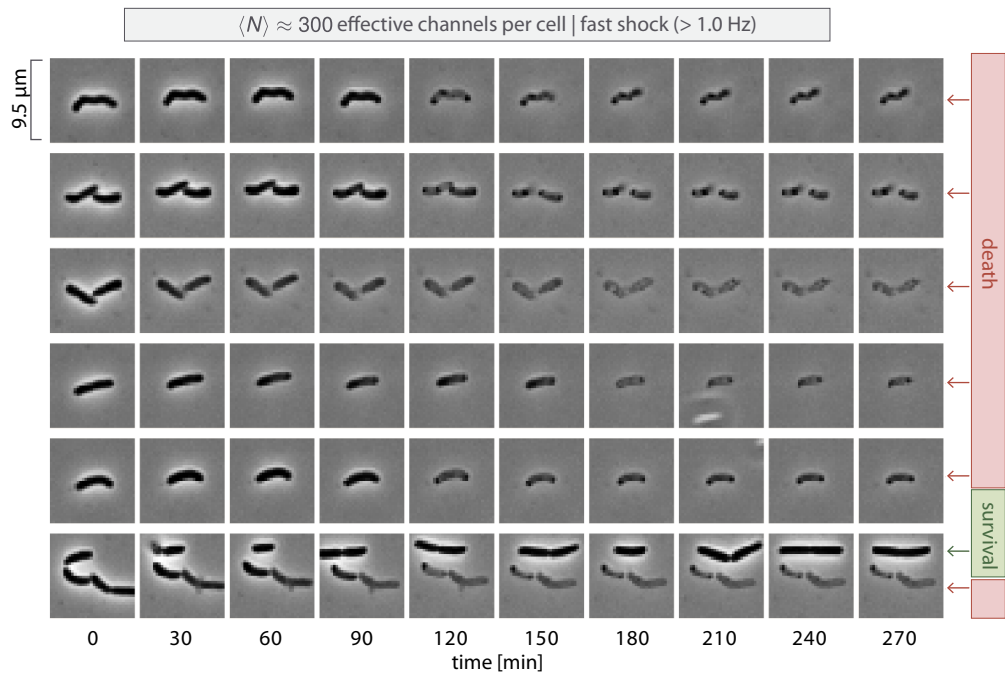 ⟨N⟩ ≈ 300 effective channels per cell | fast shock (> 1.0 Hz)
9.5 µm
death
survival
0 30 60 90 120 150 180 210 240 270
time [min]